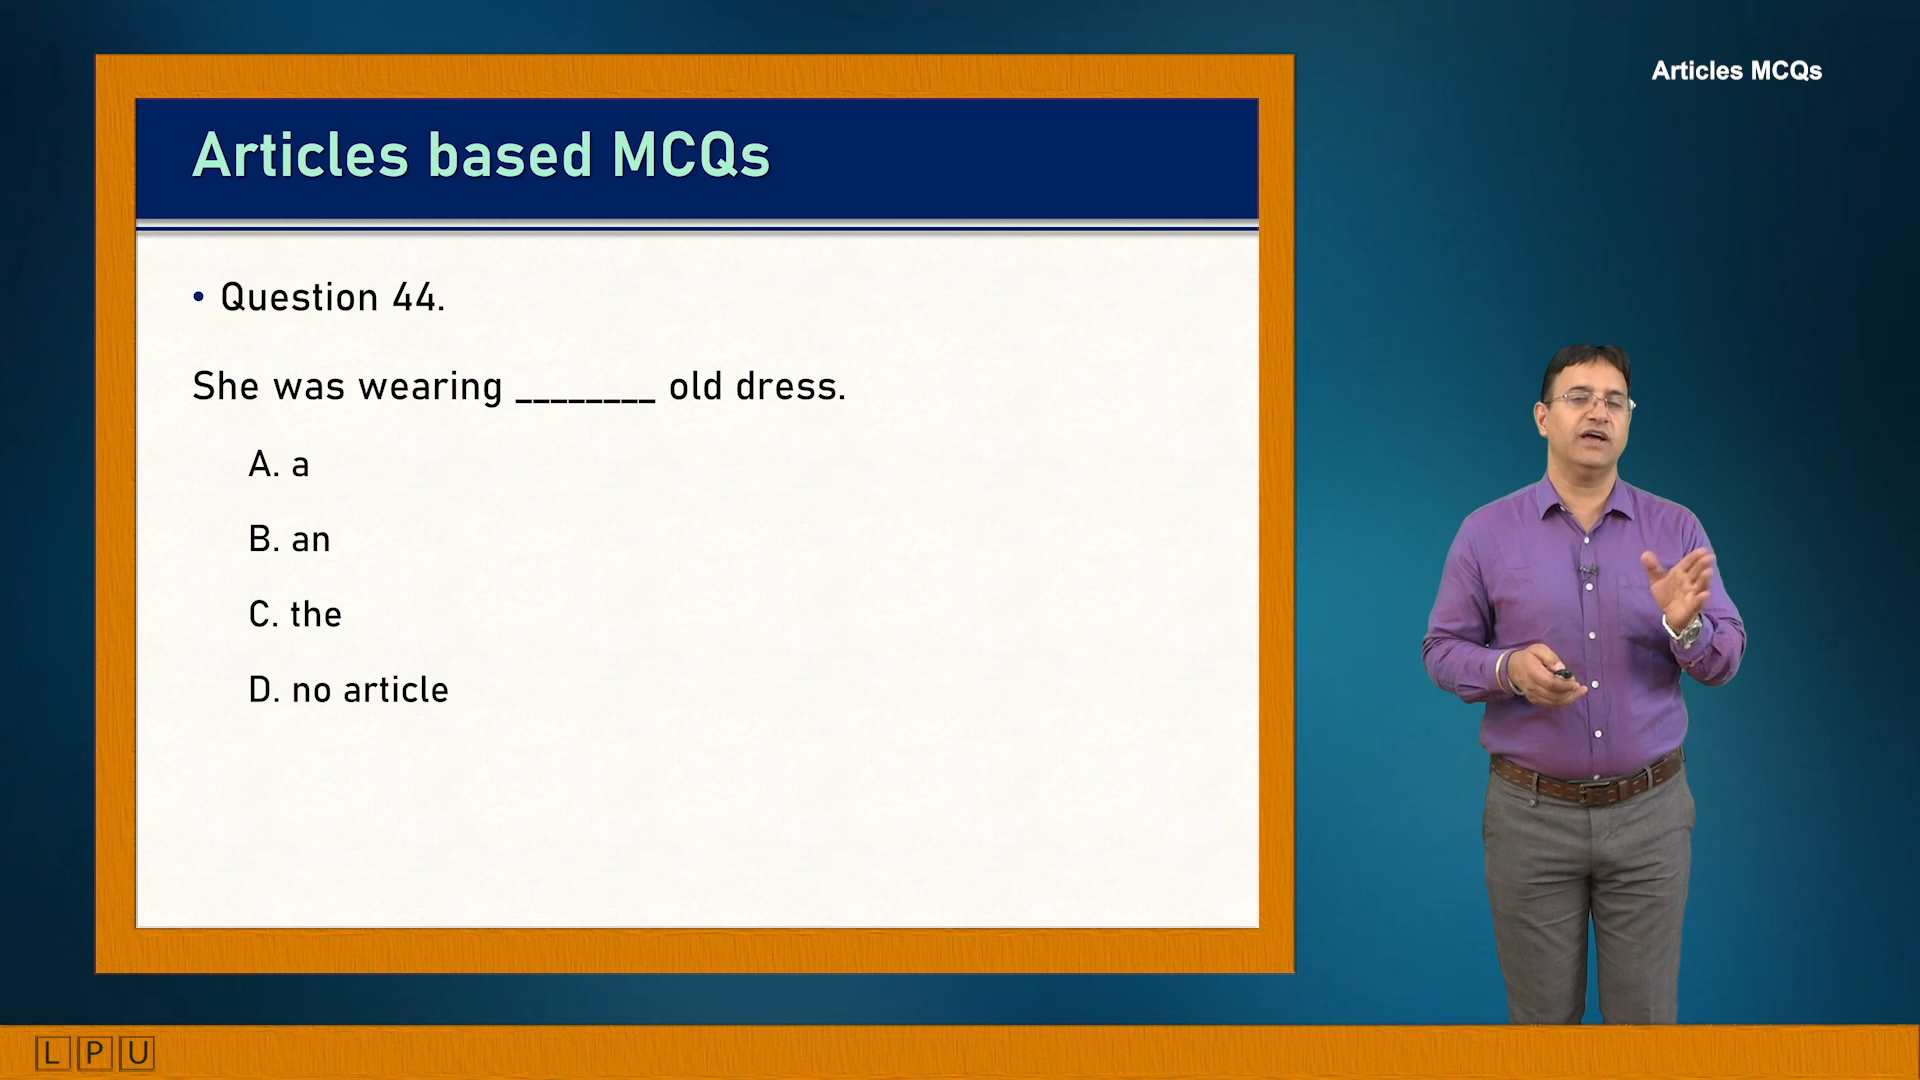 Articles MCQs
Articles based MCQs
• Question 44.
She was wearing ________ old dress.
A. a
B. an
C. the
D. no article
L P U